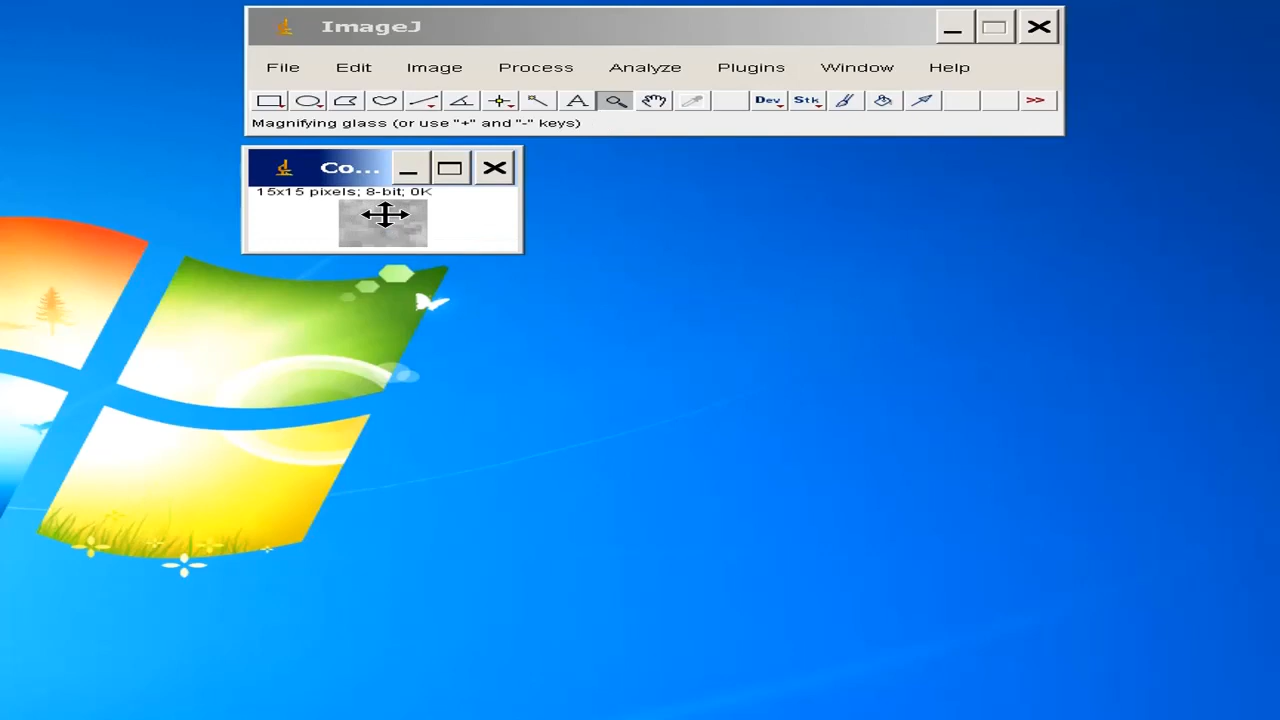 ImageJ
File Edit Image Process Analyze Plugins Window Help
Dev Stk >>
Magnifying glass (or use "+" and "-" keys)
Co...
15x15 pixels; 8-bit; 0K